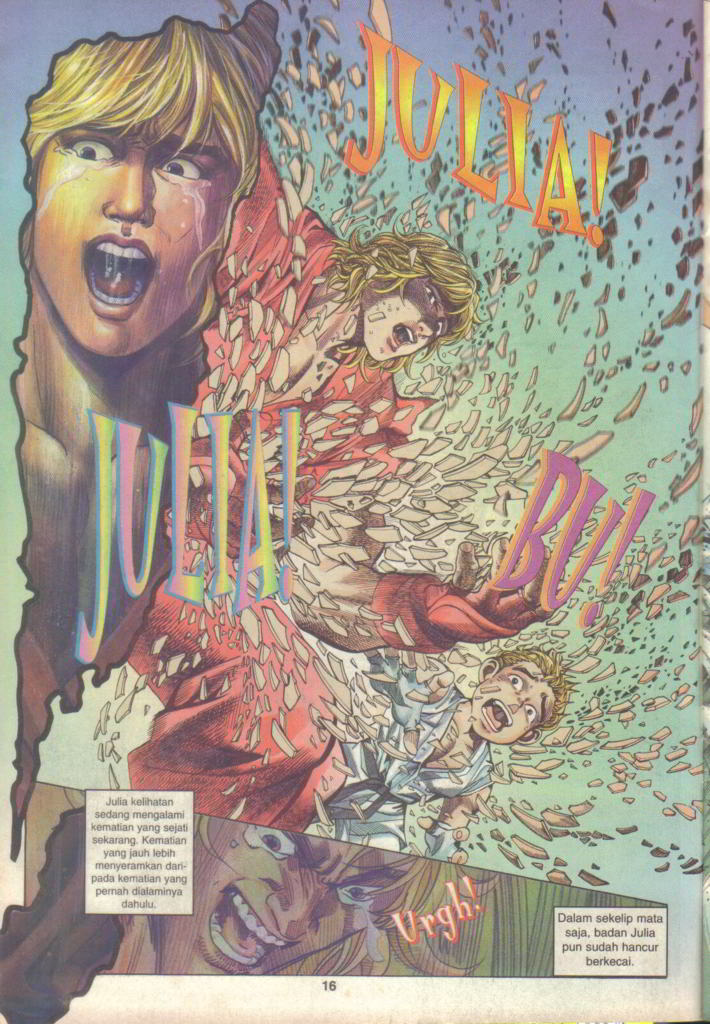 JULIA!
JULIA!
BU!
Julia kelihatan
sedang mengalami
kematian yang sejati
sekarang. Kematian
yang jauh lebih
menyeramkan dari-
pada kematian yang
pernah dialaminya
dahulu.
Urgh!
Dalam sekelip mata
saja, badan Julia
pun sudah hancur
berkecai.
16